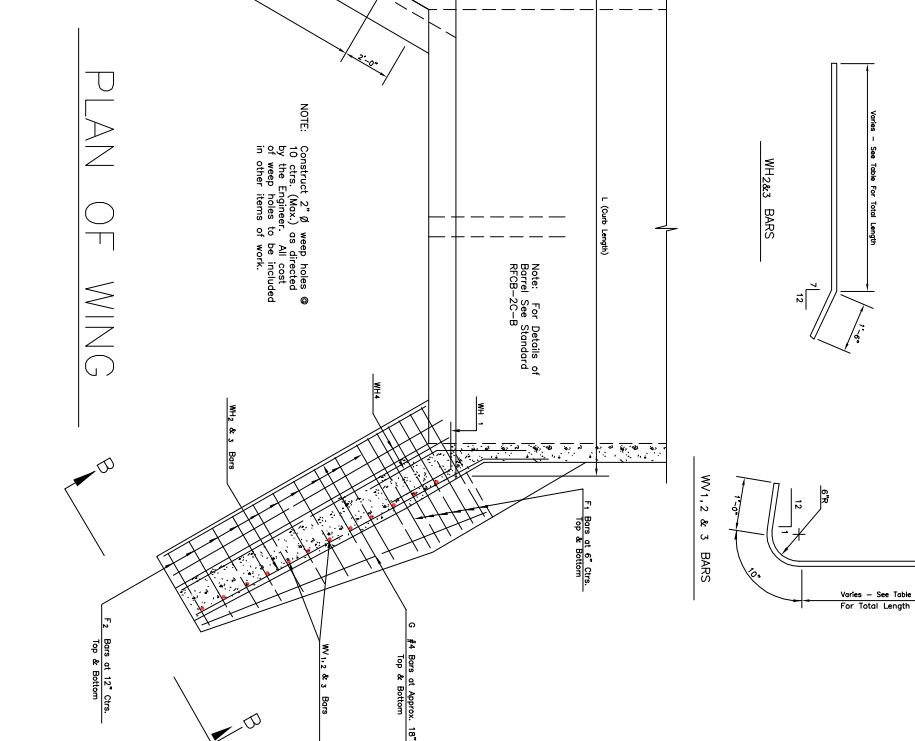 Varies - See Table For Total Length
7
12
1'-6"
WH2&3 BARS
6"R
12
1
1'-0"
10"
Varies - See Table
For Total Length
WV1,2 & 3 BARS
L (Curb Length)
Note: For Details of
Barrel See Standard
RFCB-2C-B
2'-0"
NOTE: Construct 2" Ø weep holes @
10 ctrs. (Max.) as directed
by the Engineer. All cost
of weep holes to be included
in other items of work.
WH 1
WH4
WH2 & 3 Bars
F1 Bars at 6" Ctrs.
Top & Bottom
G #4 Bars at Approx. 18"
Top & Bottom
WV1,2 & 3 Bars
F2 Bars at 12" Ctrs.
Top & Bottom
B
B
PLAN OF WING